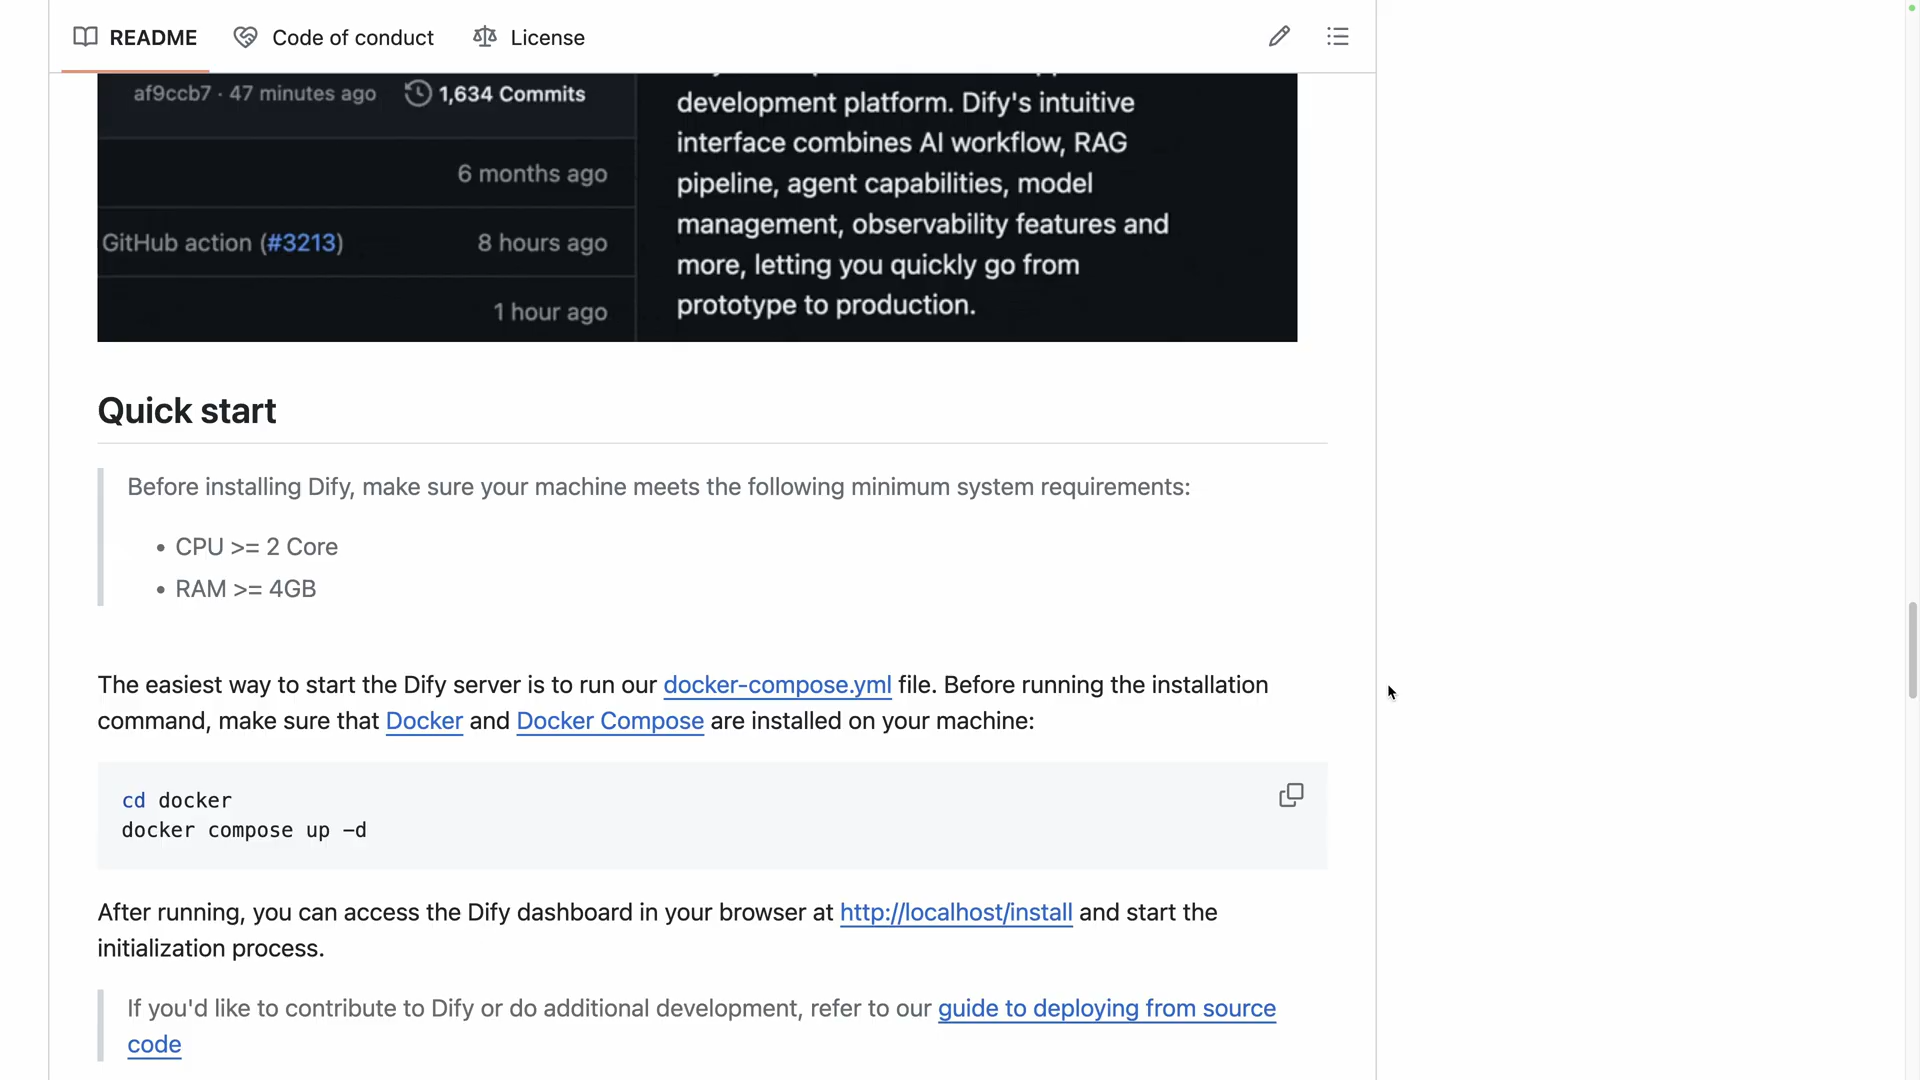 README
Code of conduct
License
af9ccb7 · 47 minutes ago
1,634 Commits
6 months ago
GitHub action (#3213)
8 hours ago
1 hour ago
development platform. Dify's intuitive
interface combines AI workflow, RAG
pipeline, agent capabilities, model
management, observability features and
more, letting you quickly go from
prototype to production.
Quick start
Before installing Dify, make sure your machine meets the following minimum system requirements:
• CPU >= 2 Core
• RAM >= 4GB
The easiest way to start the Dify server is to run our docker-compose.yml file. Before running the installation
command, make sure that Docker and Docker Compose are installed on your machine:
cd docker
docker compose up -d
After running, you can access the Dify dashboard in your browser at http://localhost/install and start the
initialization process.
If you'd like to contribute to Dify or do additional development, refer to our guide to deploying from source
code